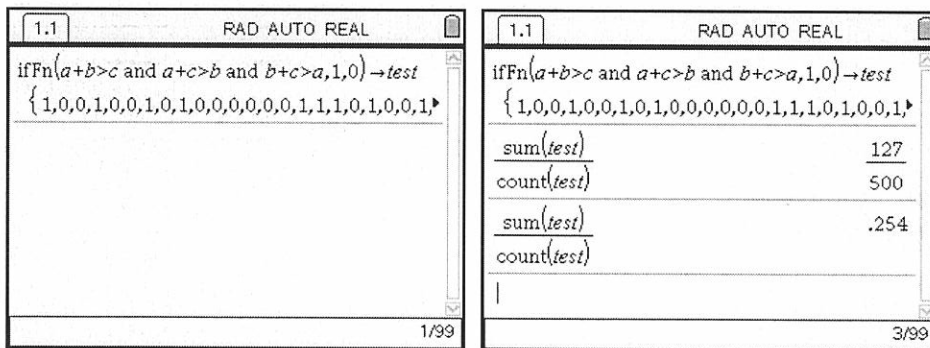 1.1 RAD AUTO REAL
ifFn(a+b>c and a+c>b and b+c>a,1,0)→test
{1,0,0,1,0,0,1,0,1,0,0,0,0,0,0,1,1,1,0,1,0,0,1,▸
1/99
1.1 RAD AUTO REAL
ifFn(a+b>c and a+c>b and b+c>a,1,0)→test
{1,0,0,1,0,0,1,0,1,0,0,0,0,0,0,1,1,1,0,1,0,0,1,▸
sum(test) 127
count(test) 500
sum(test) .254
count(test)
3/99